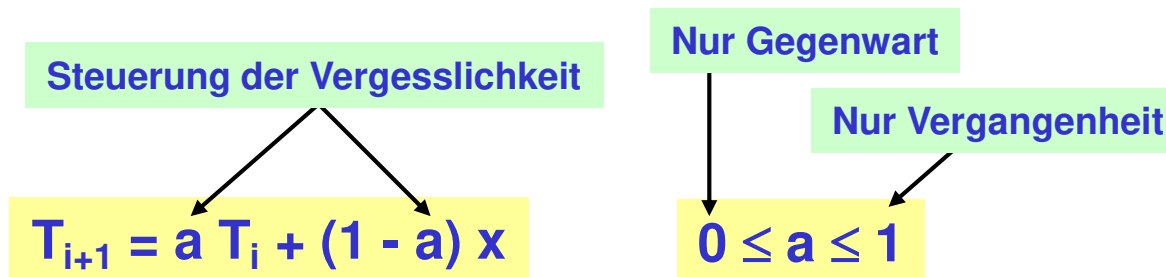 Steuerung der Vergesslichkeit
Nur Gegenwart
Nur Vergangenheit
Tᵢ₊₁ = a Tᵢ + (1 - a) x
0 ≤ a ≤ 1